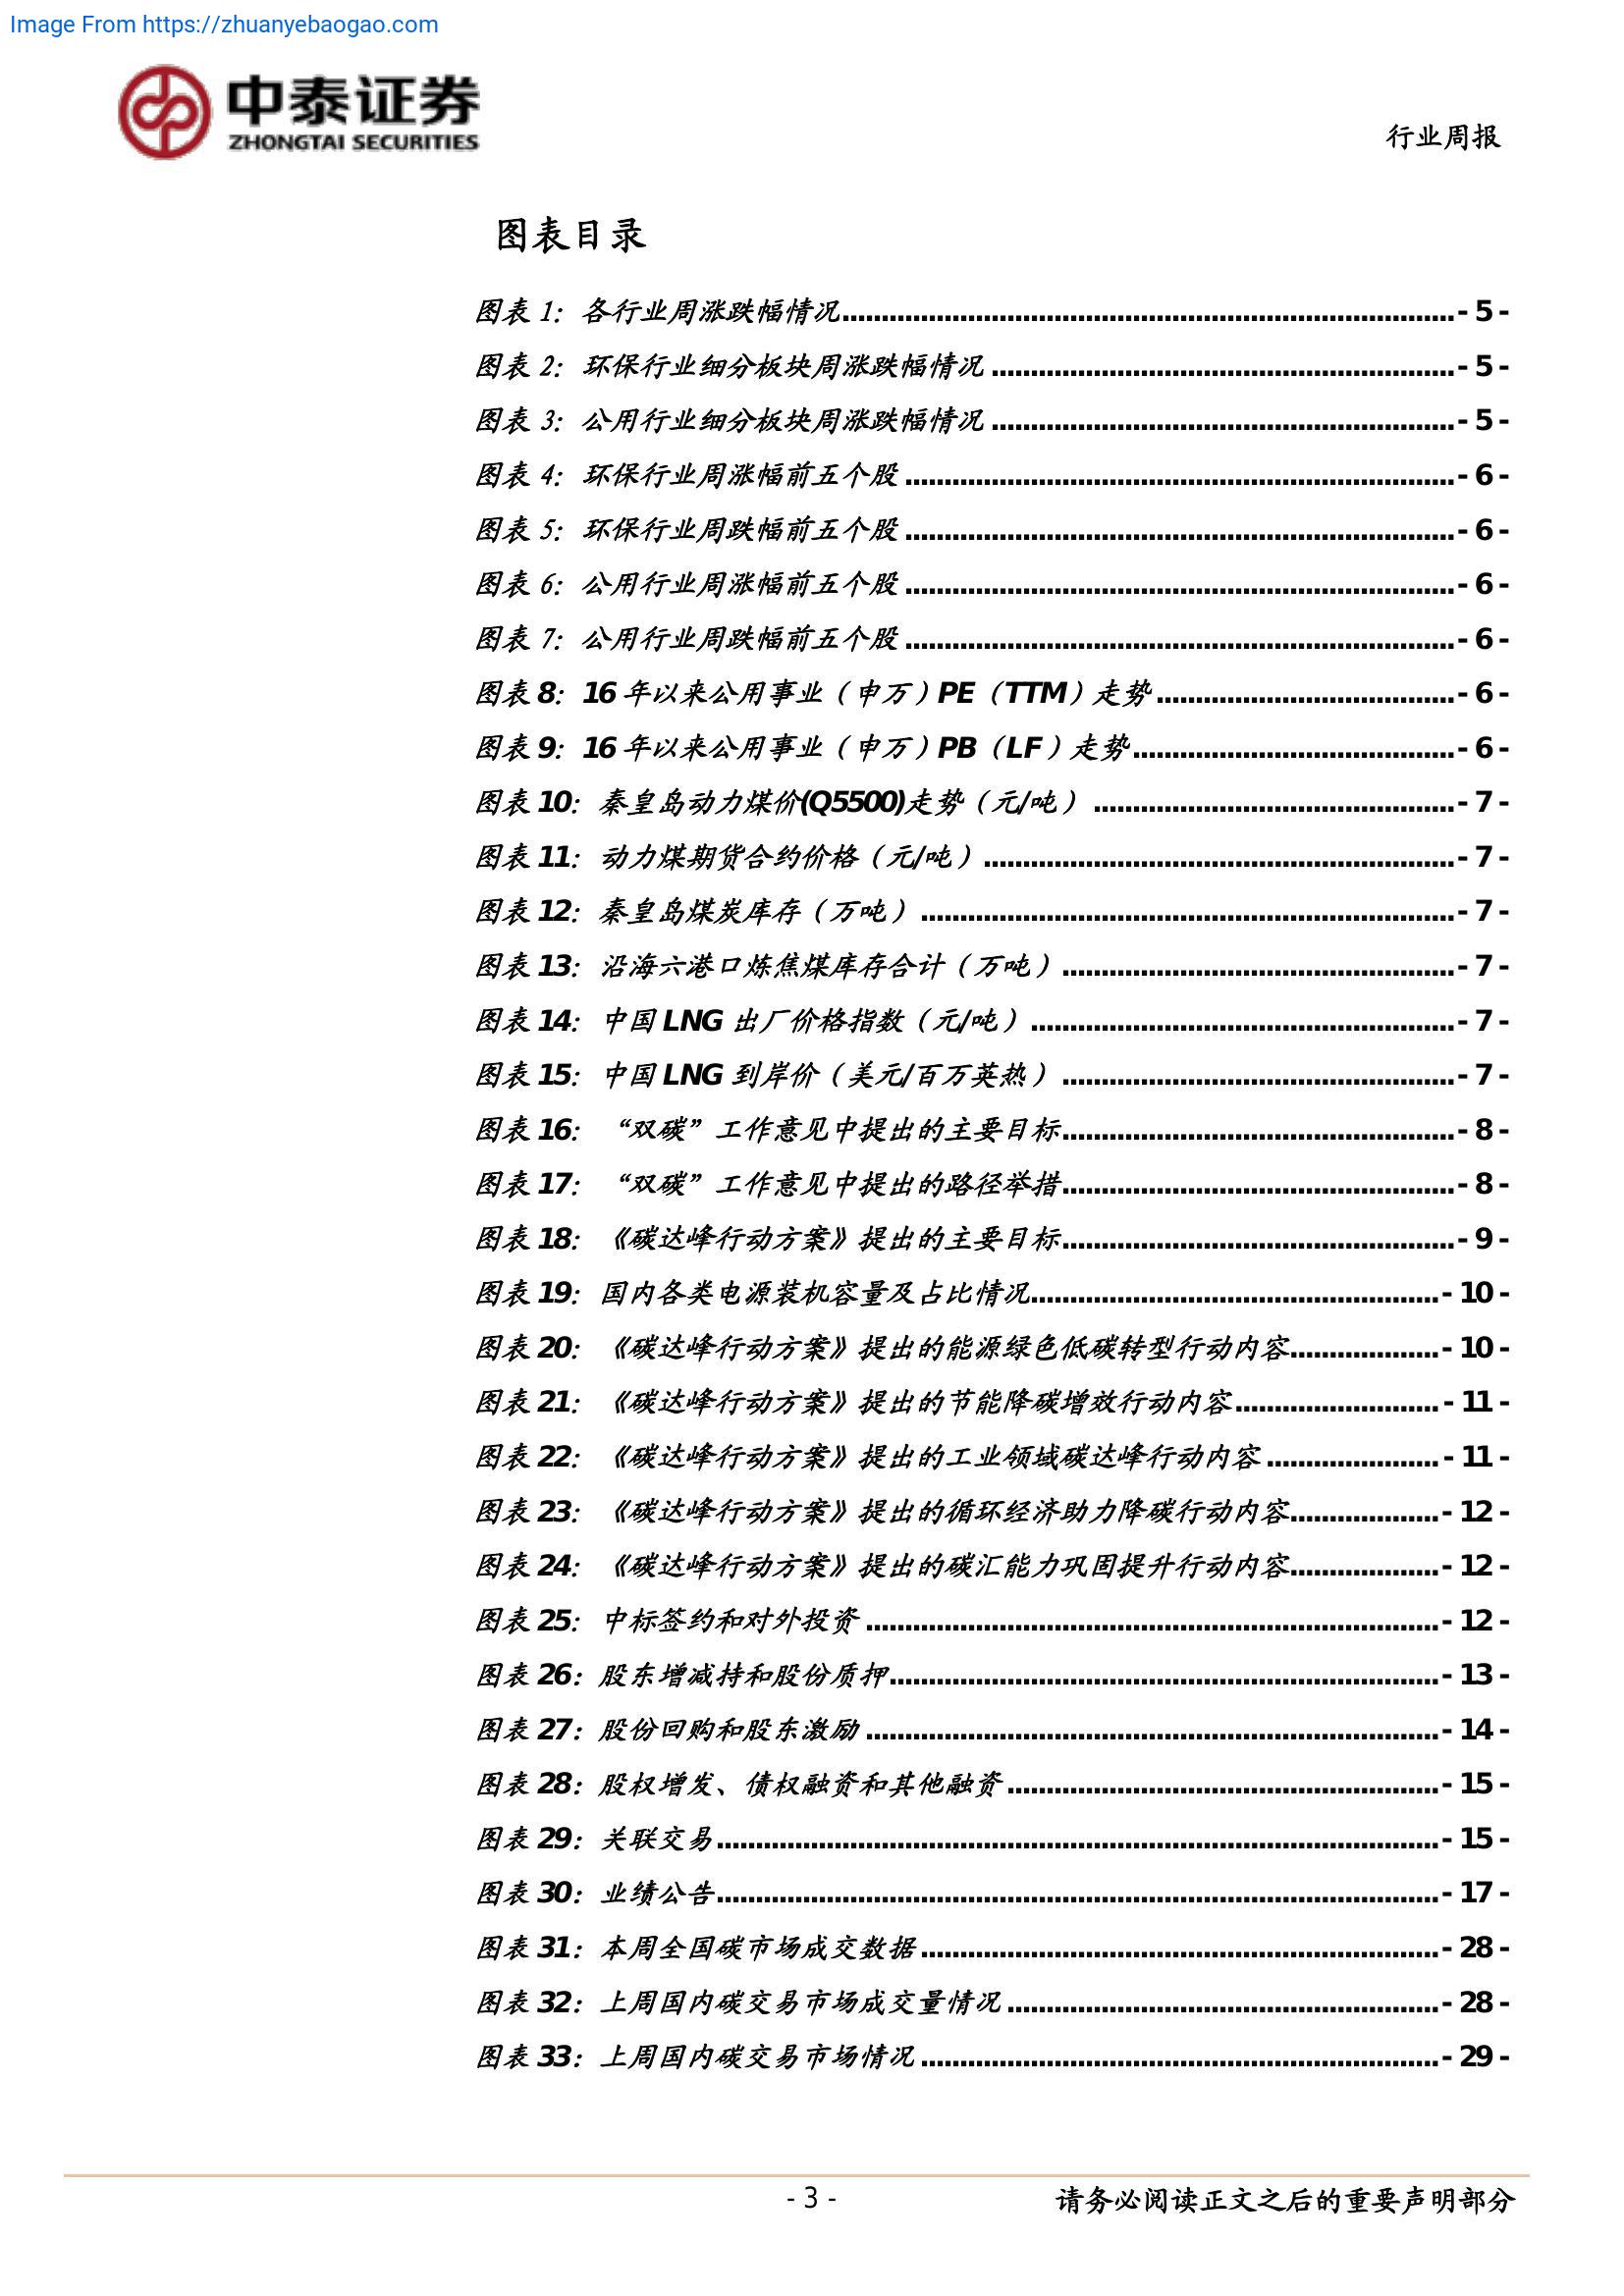 Image From https://zhuanyebaogao.com
中泰证券
ZHONGTAI SECURITIES
行业周报
图表目录
图表 1：各行业周涨跌幅情况- 5 -
图表 2：环保行业细分板块周涨跌幅情况- 5 -
图表 3：公用行业细分板块周涨跌幅情况- 5 -
图表 4：环保行业周涨幅前五个股- 6 -
图表 5：环保行业周跌幅前五个股- 6 -
图表 6：公用行业周涨幅前五个股- 6 -
图表 7：公用行业周跌幅前五个股- 6 -
图表 8：16 年以来公用事业（申万）PE（TTM）走势- 6 -
图表 9：16 年以来公用事业（申万）PB（LF）走势- 6 -
图表 10：秦皇岛动力煤价(Q5500)走势（元/吨）- 7 -
图表 11：动力煤期货合约价格（元/吨）- 7 -
图表 12：秦皇岛煤炭库存（万吨）- 7 -
图表 13：沿海六港口炼焦煤库存合计（万吨）- 7 -
图表 14：中国 LNG 出厂价格指数（元/吨）- 7 -
图表 15：中国 LNG 到岸价（美元/百万英热）- 7 -
图表 16：“双碳”工作意见中提出的主要目标- 8 -
图表 17：“双碳”工作意见中提出的路径举措- 8 -
图表 18：《碳达峰行动方案》提出的主要目标- 9 -
图表 19：国内各类电源装机容量及占比情况- 10 -
图表 20：《碳达峰行动方案》提出的能源绿色低碳转型行动内容- 10 -
图表 21：《碳达峰行动方案》提出的节能降碳增效行动内容- 11 -
图表 22：《碳达峰行动方案》提出的工业领域碳达峰行动内容- 11 -
图表 23：《碳达峰行动方案》提出的循环经济助力降碳行动内容- 12 -
图表 24：《碳达峰行动方案》提出的碳汇能力巩固提升行动内容- 12 -
图表 25：中标签约和对外投资- 12 -
图表 26：股东增减持和股份质押- 13 -
图表 27：股份回购和股东激励- 14 -
图表 28：股权增发、债权融资和其他融资- 15 -
图表 29：关联交易- 15 -
图表 30：业绩公告- 17 -
图表 31：本周全国碳市场成交数据- 28 -
图表 32：上周国内碳交易市场成交量情况- 28 -
图表 33：上周国内碳交易市场情况- 29 -
- 3 -
请务必阅读正文之后的重要声明部分